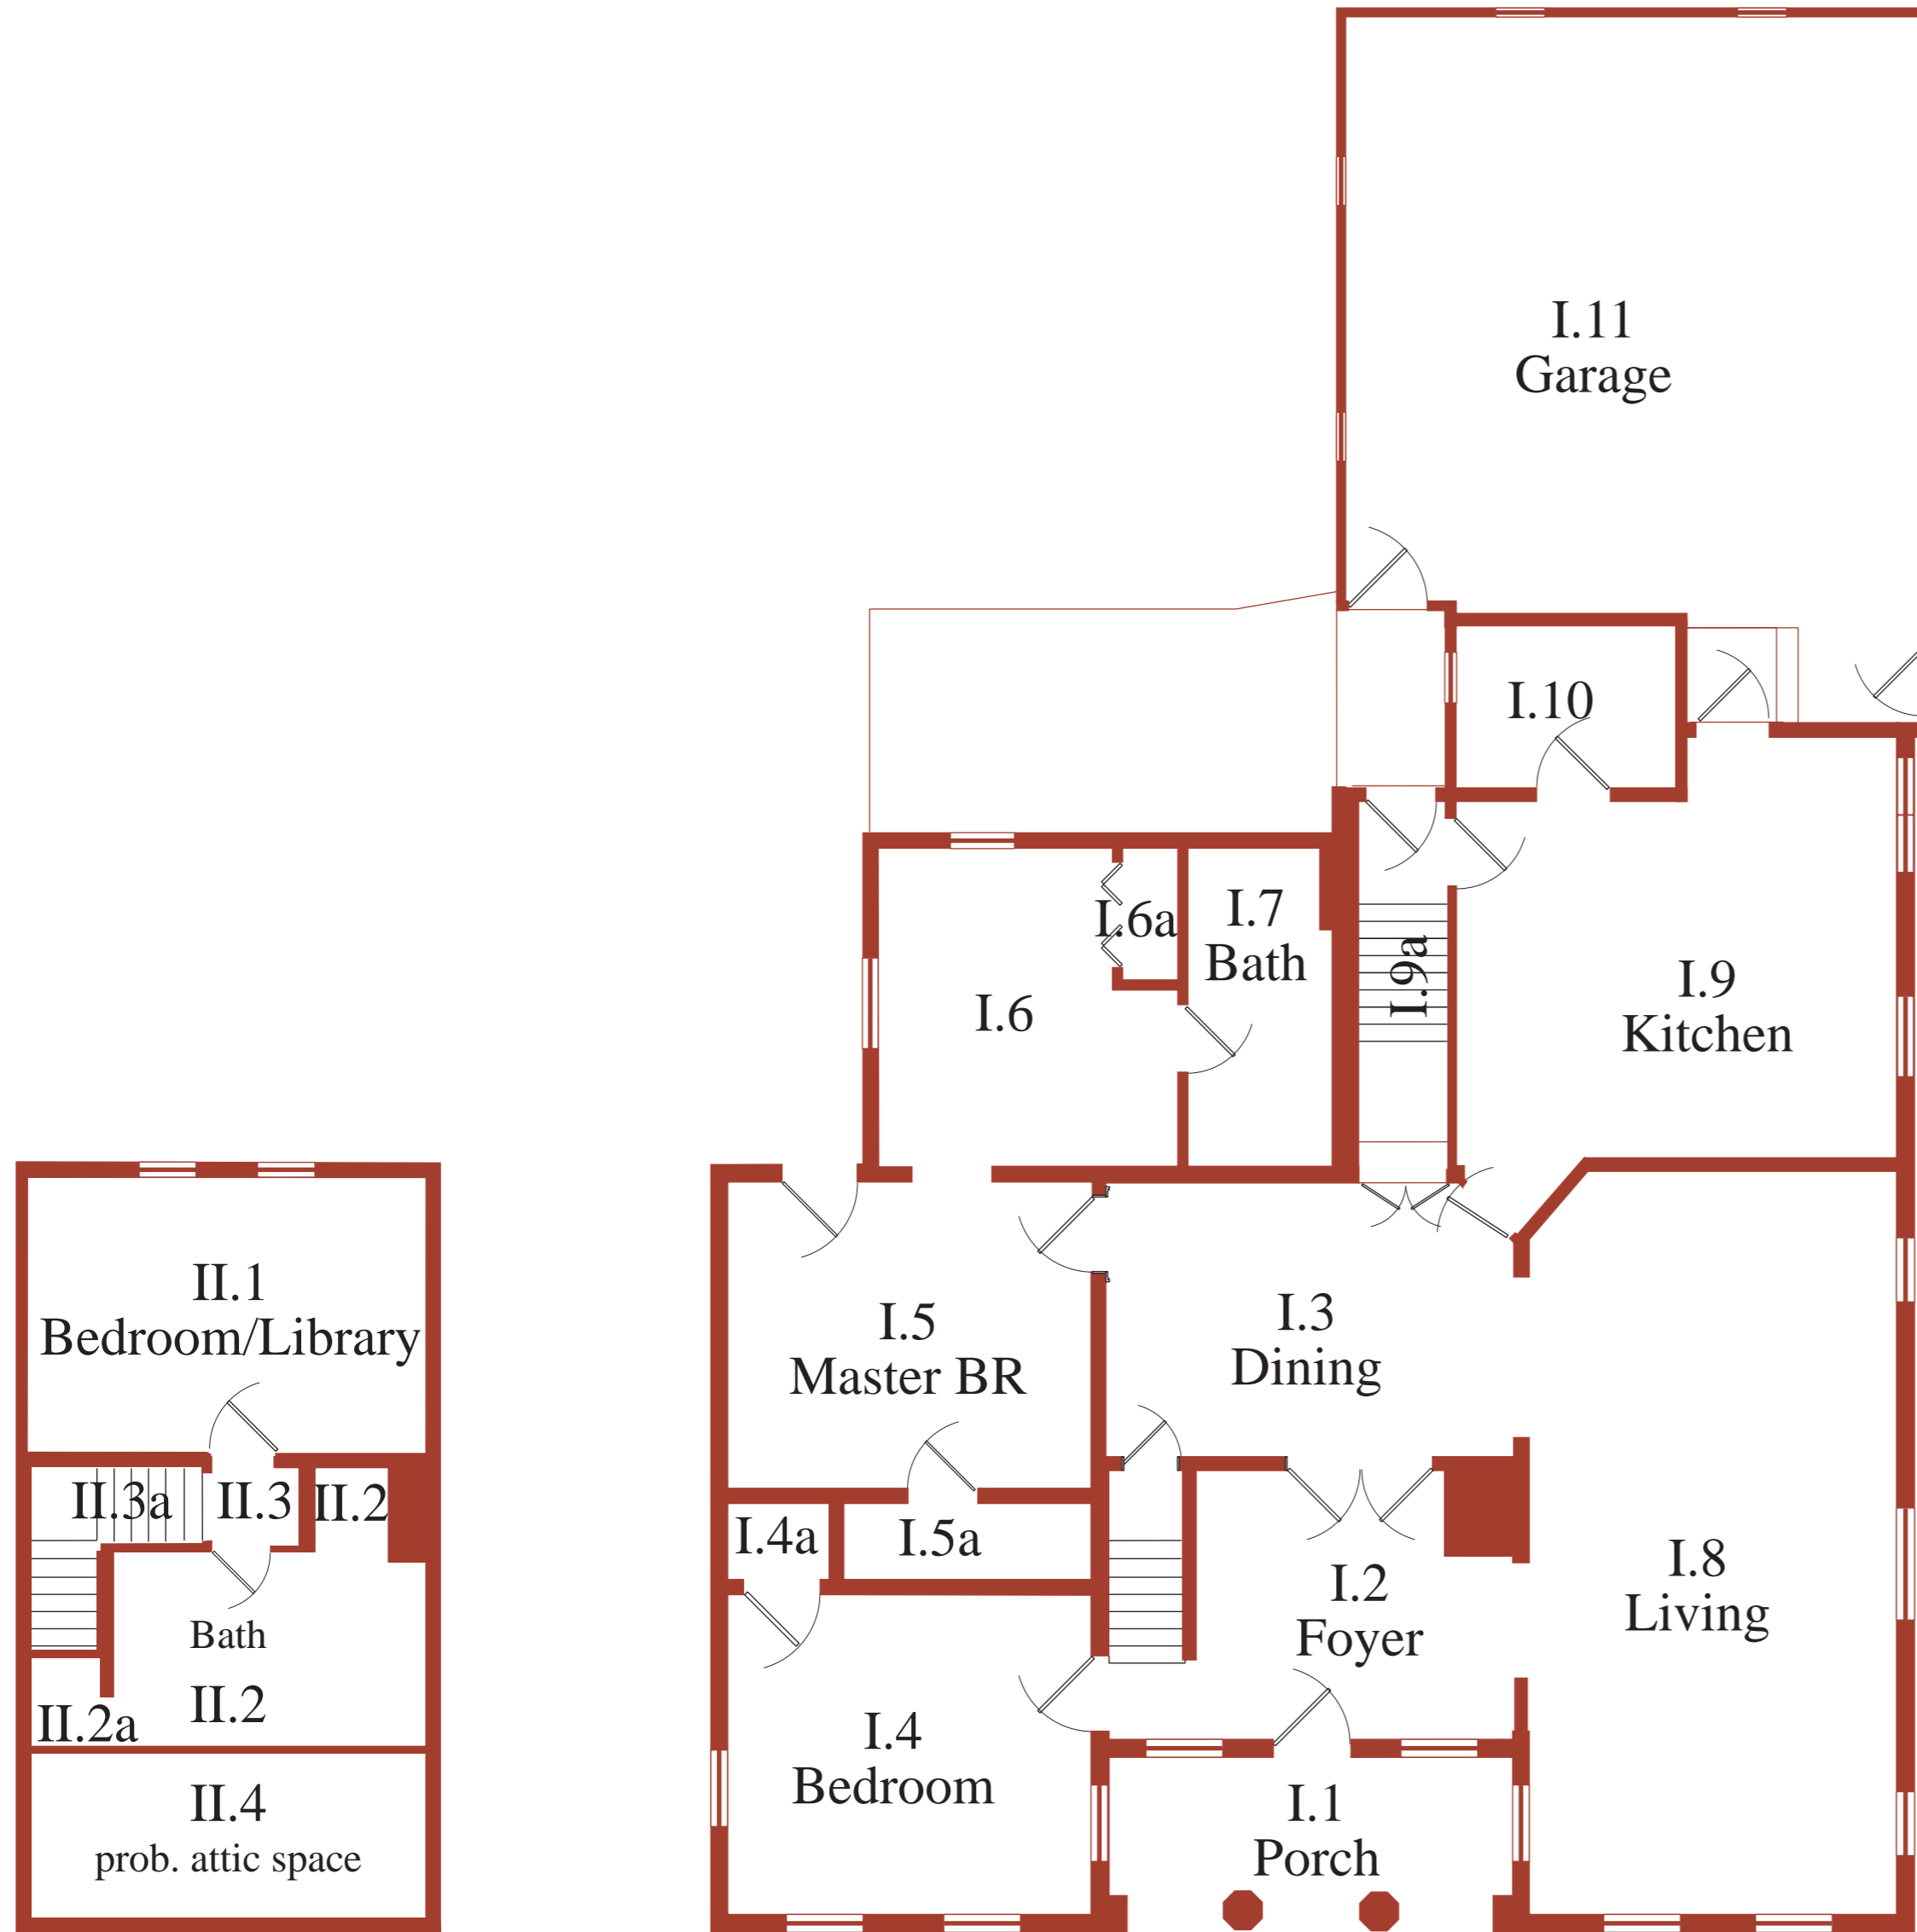 I.11
Garage
I.10
I.6a
I.7
Bath
I.9a
I.9
Kitchen
I.6
II.1
Bedroom/Library
I.5
Master BR
I.3
Dining
II.3a
II.3
II.2
I.4a
I.5a
I.2
Foyer
I.8
Living
Bath
II.2
II.2a
I.4
Bedroom
II.4
prob. attic space
I.1
Porch